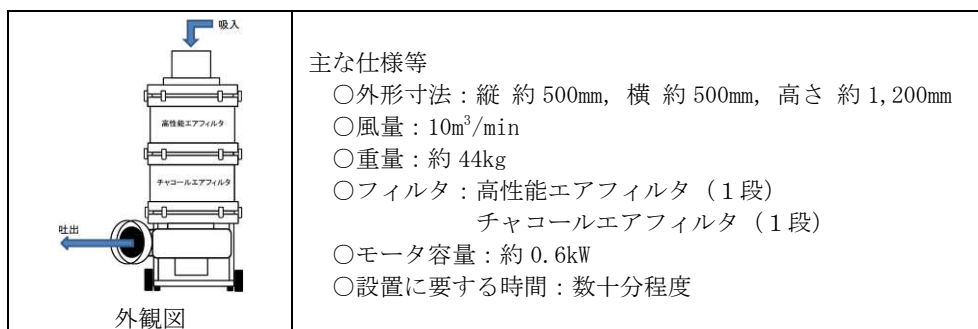 吸入
高性能エアフィルタ
チャコールエアフィルタ
吐出
外観図
主な仕様等
○外形寸法：縦 約500mm, 横 約500mm, 高さ 約1,200mm
○風量：10m³/min
○重量：約44kg
○フィルタ：高性能エアフィルタ（１段）
チャコールエアフィルタ（１段）
○モータ容量：約0.6kW
○設置に要する時間：数十分程度